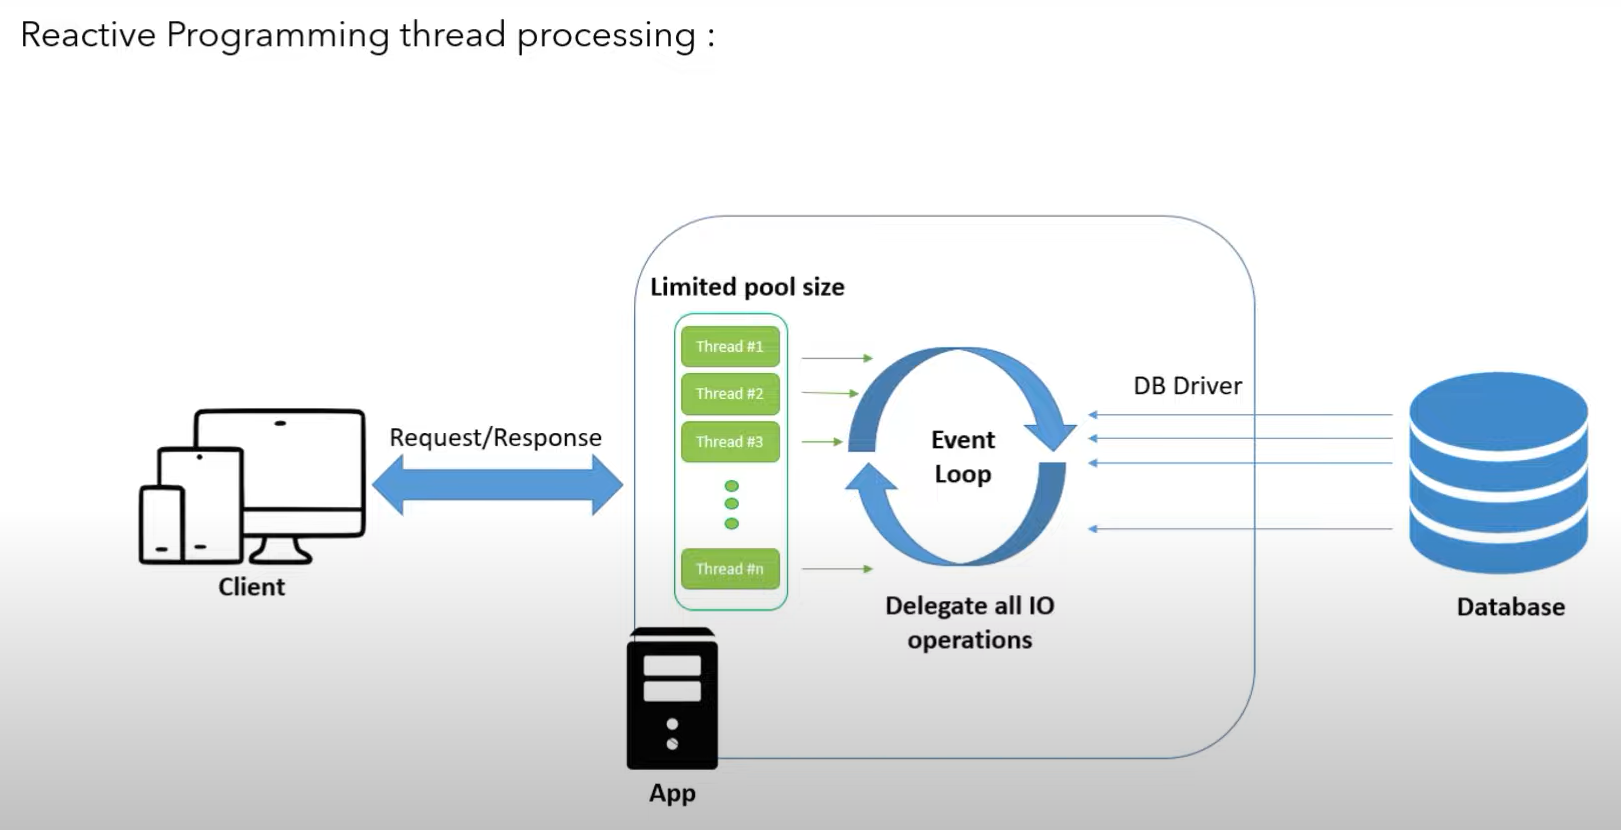 Reactive Programming thread processing :
Limited pool size
Thread #1
Thread #2
Thread #3
Thread #n
Request/Response
Client
Event
Loop
Delegate all IO
operations
DB Driver
Database
App